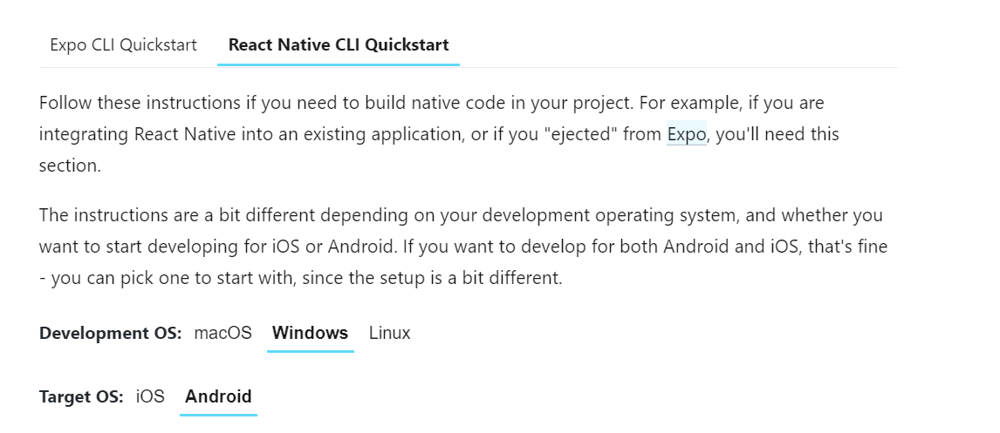 Expo CLI Quickstart React Native CLI Quickstart
Follow these instructions if you need to build native code in your project. For example, if you are
integrating React Native into an existing application, or if you "ejected" from Expo, you'll need this
section.
The instructions are a bit different depending on your development operating system, and whether you
want to start developing for iOS or Android. If you want to develop for both Android and iOS, that's fine
- you can pick one to start with, since the setup is a bit different.
Development OS: macOS Windows Linux
Target OS: iOS Android